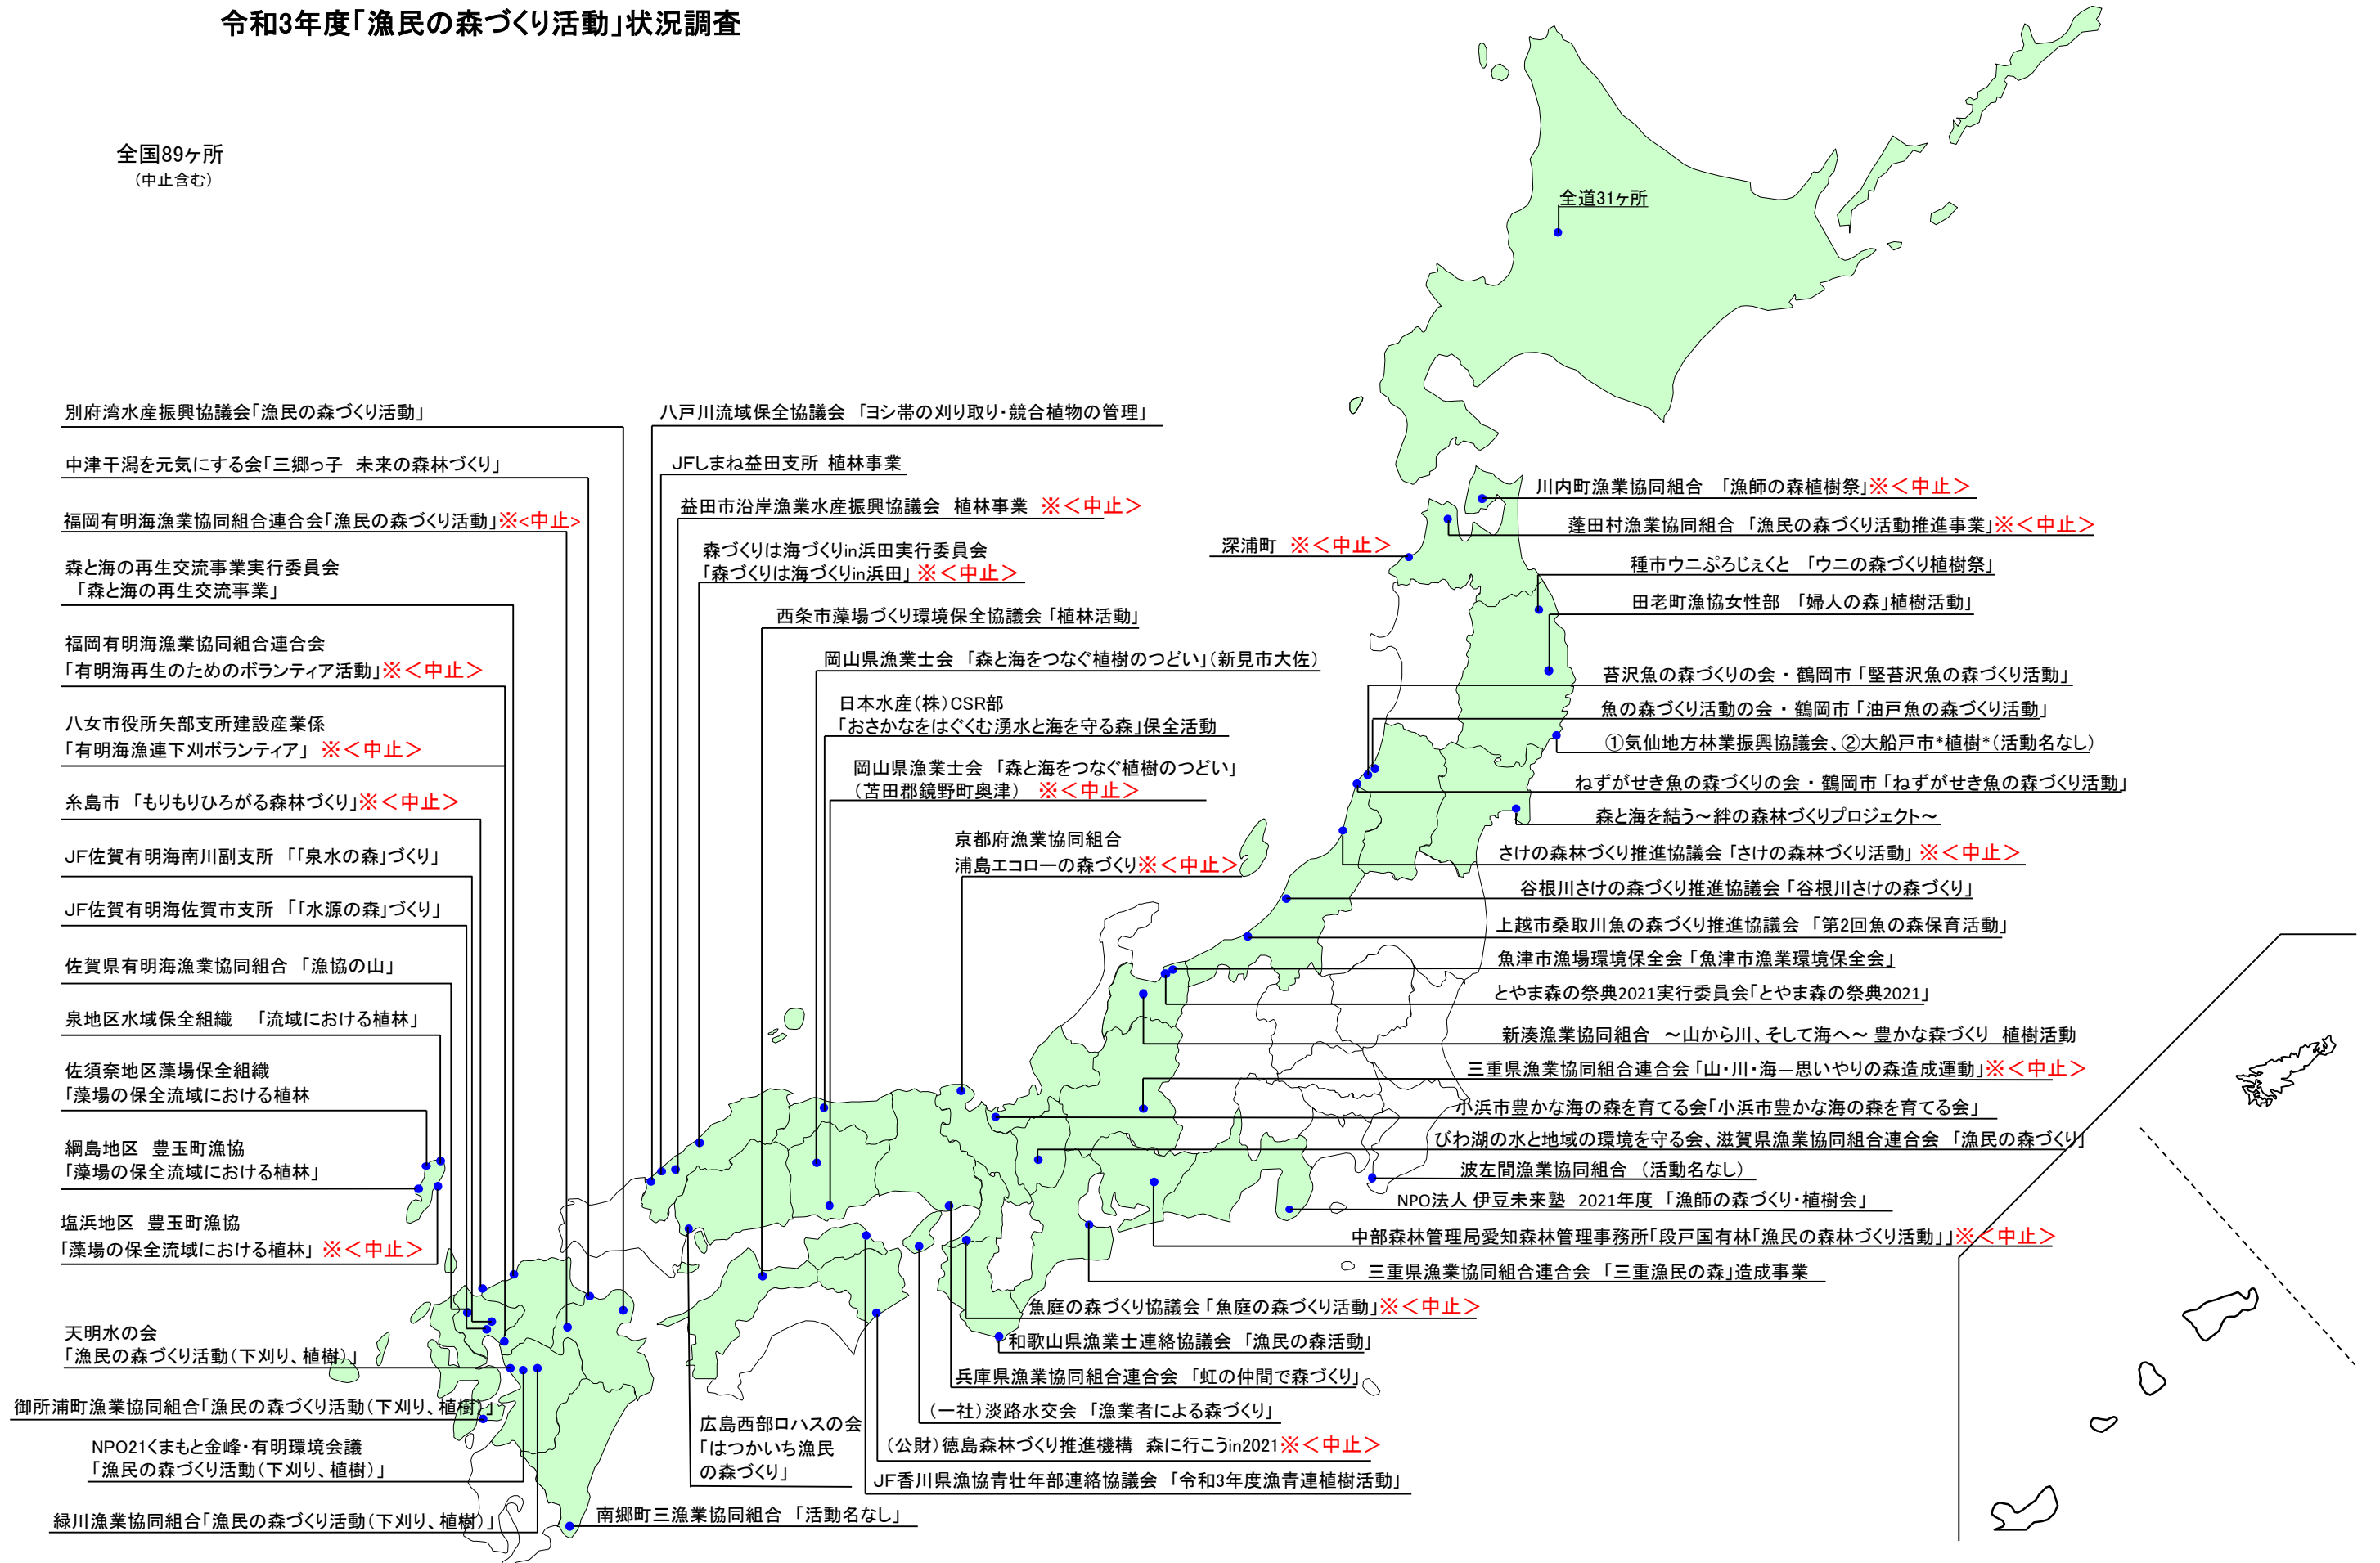 令和3年度「漁民の森づくり活動」状況調査
全国89ヶ所
（中止含む）
全道31ヶ所
別府湾水産振興協議会「漁民の森づくり活動」
中津干潟を元気にする会「三郷っ子　未来の森林づくり」
福岡有明海漁業協同組合連合会「漁民の森づくり活動」※<中止>
森と海の再生交流事業実行委員会
「森と海の再生交流事業」
福岡有明海漁業協同組合連合会
「有明海再生のためのボランティア活動」※＜中止＞
八女市役所矢部支所建設産業係
「有明海漁連下刈ボランティア」　※＜中止＞
糸島市　「もりもりひろがる森林づくり」※＜中止＞
JF佐賀有明海南川副支所　「「泉水の森」づくり」
JF佐賀有明海佐賀市支所　「「水源の森」づくり」
佐賀県有明海漁業協同組合　「漁協の山」
泉地区水域保全組織　「流域における植林」
佐須奈地区藻場保全組織
「藻場の保全流域における植林
綱島地区　豊玉町漁協
「藻場の保全流域における植林」
塩浜地区　豊玉町漁協
「藻場の保全流域における植林」　※＜中止＞
天明水の会
「漁民の森づくり活動（下刈り、植樹）」
御所浦町漁業協同組合「漁民の森づくり活動（下刈り、植樹）」
NPO21くまもと金峰・有明環境会議
「漁民の森づくり活動（下刈り、植樹）」
緑川漁業協同組合「漁民の森づくり活動（下刈り、植樹）」
八戸川流域保全協議会　「ヨシ帯の刈り取り・競合植物の管理」
JFしまね益田支所 植林事業
益田市沿岸漁業水産振興協議会　植林事業　※＜中止＞
森づくりは海づくりin浜田実行委員会
「森づくりは海づくりin浜田」 ※＜中止＞
西条市藻場づくり環境保全協議会 「植林活動」
岡山県漁業士会　「森と海をつなぐ植樹のつどい」（新見市大佐）
日本水産（株）CSR部
「おさかなをはぐくむ湧水と海を守る森」保全活動
岡山県漁業士会　「森と海をつなぐ植樹のつどい」
（苫田郡鏡野町奥津）　※＜中止＞
京都府漁業協同組合
浦島エコローの森づくり※＜中止＞
川内町漁業協同組合　「漁師の森植樹祭」※＜中止＞
蓬田村漁業協同組合　「漁民の森づくり活動推進事業」※＜中止＞
深浦町　※＜中止＞
種市ウニぷろじぇくと　「ウニの森づくり植樹祭」
田老町漁協女性部　「婦人の森」植樹活動」
苔沢魚の森づくりの会 ・ 鶴岡市 「堅苔沢魚の森づくり活動」
魚の森づくり活動の会 ・ 鶴岡市 「油戸魚の森づくり活動」
①気仙地方林業振興協議会、②大船戸市*植樹*（活動名なし）
ねずがせき魚の森づくりの会 ・ 鶴岡市 「ねずがせき魚の森づくり活動」
森と海を結う～絆の森林づくりプロジェクト～
さけの森林づくり推進協議会 「さけの森林づくり活動」 ※＜中止＞
谷根川さけの森づくり推進協議会 「谷根川さけの森づくり」
上越市桑取川魚の森づくり推進協議会　「第2回魚の森保育活動」
魚津市漁場環境保全会 「魚津市漁業環境保全会」
とやま森の祭典2021実行委員会「とやま森の祭典2021」
新湊漁業協同組合　～山から川、そして海へ～ 豊かな森づくり　植樹活動
三重県漁業協同組合連合会 「山・川・海―思いやりの森造成運動」※＜中止＞
小浜市豊かな海の森を育てる会「小浜市豊かな海の森を育てる会」
びわ湖の水と地域の環境を守る会、滋賀県漁業協同組合連合会　「漁民の森づくり」
波左間漁業協同組合　（活動名なし）
NPO法人 伊豆未来塾　2021年度　「漁師の森づくり・植樹会」
中部森林管理局愛知森林管理事務所「段戸国有林「漁民の森林づくり活動」」※＜中止＞
三重県漁業協同組合連合会　「三重漁民の森」造成事業
魚庭の森づくり協議会 「魚庭の森づくり活動」※＜中止＞
和歌山県漁業士連絡協議会　「漁民の森活動」
兵庫県漁業協同組合連合会　「虹の仲間で森づくり」
（一社）淡路水交会　「漁業者による森づくり」
（公財）徳島森林づくり推進機構　森に行こうin2021※＜中止＞
JF香川県漁協青壮年部連絡協議会　「令和3年度漁青連植樹活動」
広島西部ロハスの会
「はつかいち漁民
の森づくり」
南郷町三漁業協同組合　「活動名なし」